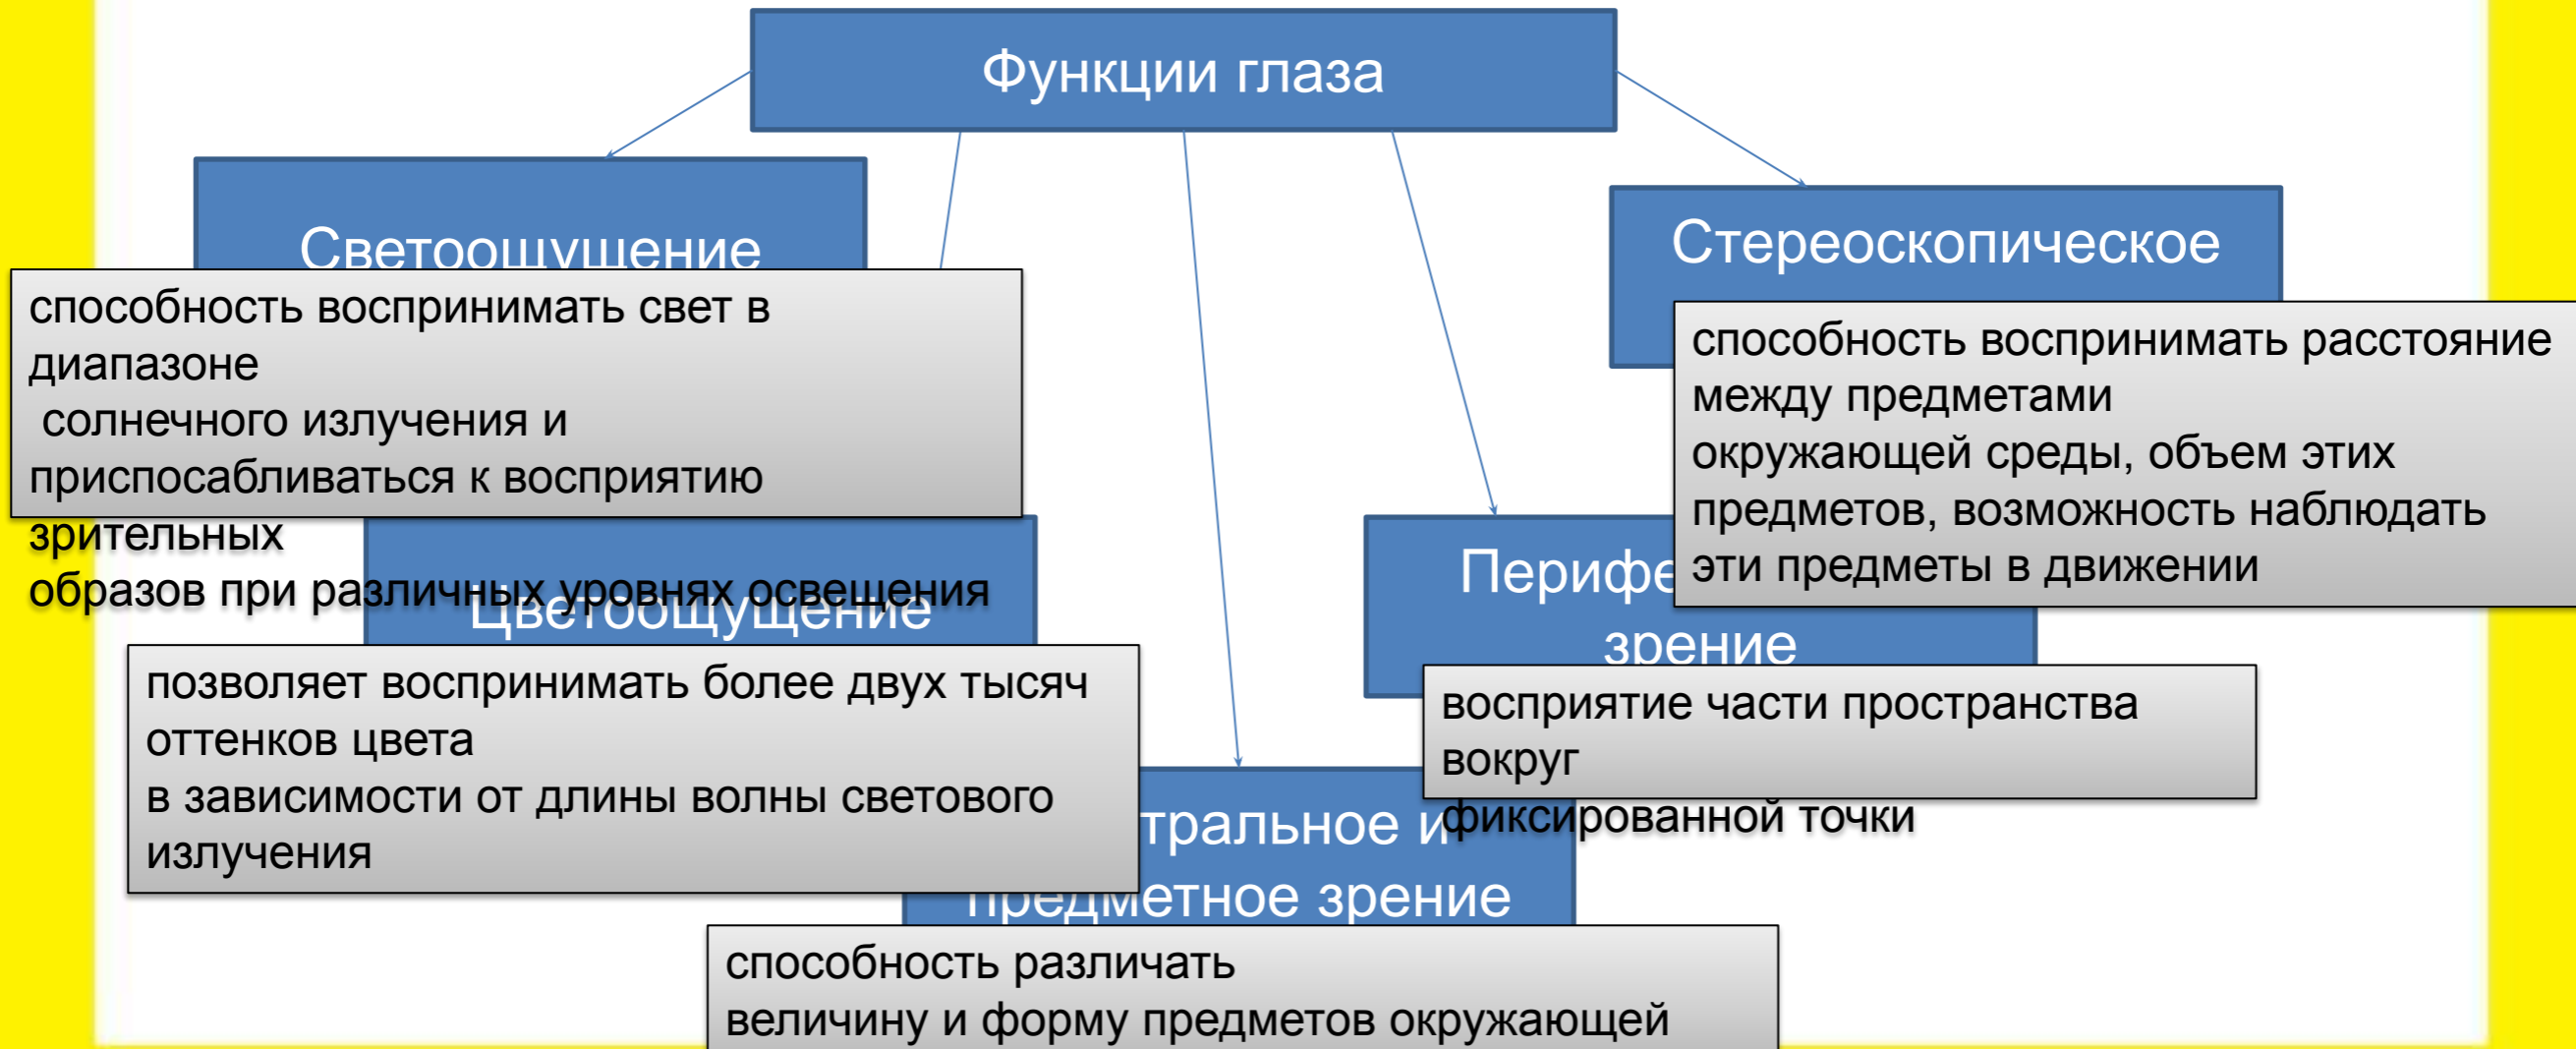 Функции глаза
Светоощущение
способность воспринимать свет в
диапазоне
солнечного излучения и
приспосабливаться к восприятию
зрительных
образов при различных уровнях освещения
Стереоскопическое
способность воспринимать расстояние
между предметами
окружающей среды, объем этих
предметов, возможность наблюдать
эти предметы в движении
Цветоощущение
позволяет воспринимать более двух тысяч
оттенков цвета
в зависимости от длины волны светового
излучения
зрение
восприятие части пространства
вокруг
фиксированной точки
и
предметное зрение
способность различать
величину и форму предметов окружающей